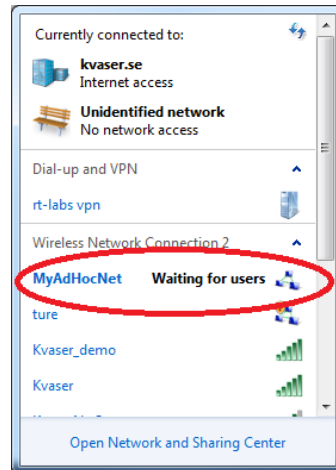 Currently connected to:
kvaser.se
Internet access
Unidentified network
No network access
Dial-up and VPN
rt-labs vpn
Wireless Network Connection 2
MyAdHocNet Waiting for users
ture
Kvaser_demo
Kvaser
Open Network and Sharing Center